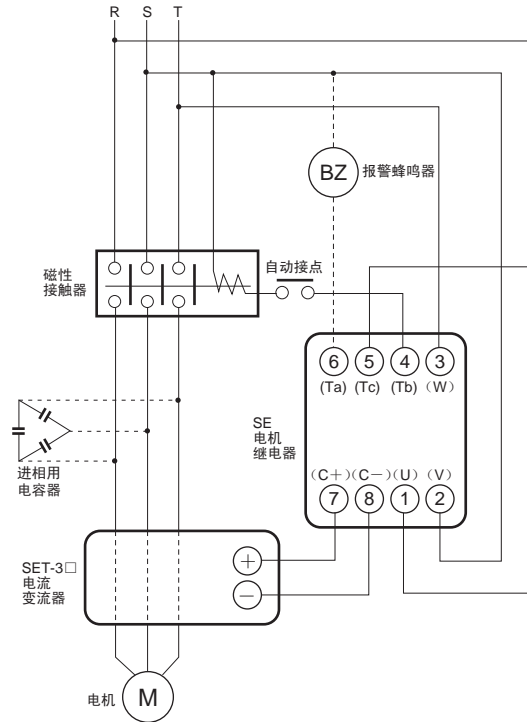 R S T
BZ 报警蜂鸣器
自动接点
磁性
接触器
6 5 4 3
(Ta) (Tc) (Tb) (W)
SE
电机
继电器
进相用
电容器
(C+) (C-) (U) (V)
7 8 1 2
SET-3□
电流
变流器
+
-
电机 M